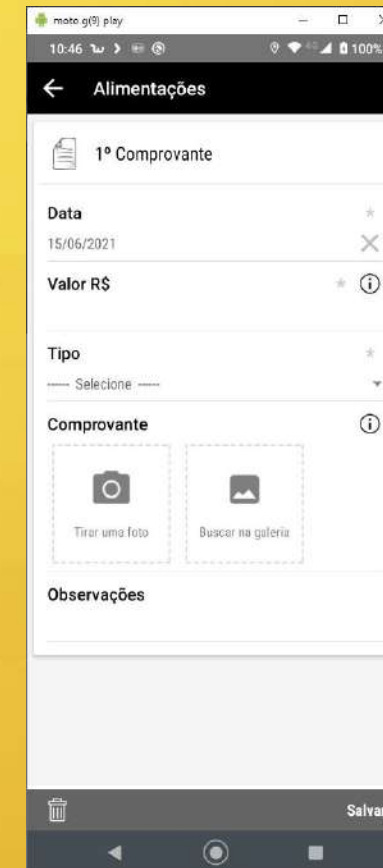 moto g(9) play
10:46
100%
Alimentações
1º Comprovante
Data *
15/06/2021
Valor R$ *
Tipo *
----- Selecione -----
Comprovante
Tirar uma foto Buscar na galeria
Observações
Salvar